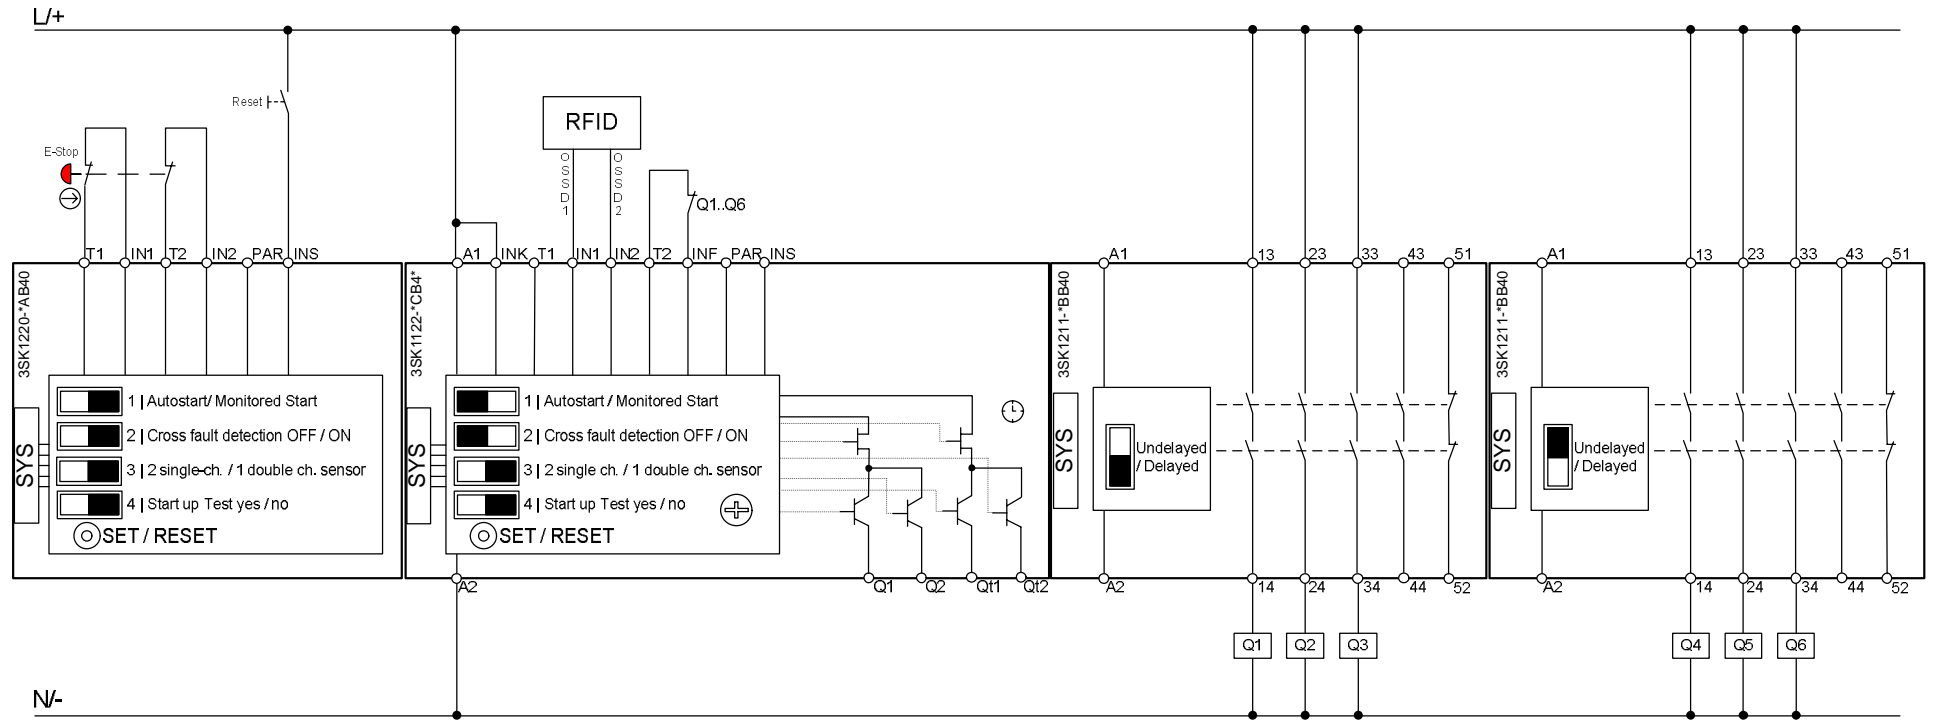 L/+
Reset
RFID
E-Stop
OSSD1
OSSD2
Q1..Q6
T1 IN1 T2 IN2 PAR INS
A1 INK T1 IN1 IN2 T2 INF PAR INS
A1 13 23 33 43 51
A1 13 23 33 43 51
3SK1220-*AB40
SYS
1 | Autostart/ Monitored Start
2 | Cross fault detection OFF / ON
3 | 2 single-ch. / 1 double ch. sensor
4 | Start up Test yes / no
SET / RESET
3SK1122-*CB4*
SYS
1 | Autostart / Monitored Start
2 | Cross fault detection OFF / ON
3 | 2 single ch. / 1 double ch. sensor
4 | Start up Test yes / no
SET / RESET
3SK1211-*BB40
SYS
Undelayed
/ Delayed
3SK1211-*BB40
SYS
Undelayed
/ Delayed
A2 Q1 Q2 Qt1 Qt2
A2 14 24 34 44 52
A2 14 24 34 44 52
Q1 Q2 Q3
Q4 Q5 Q6
N/-